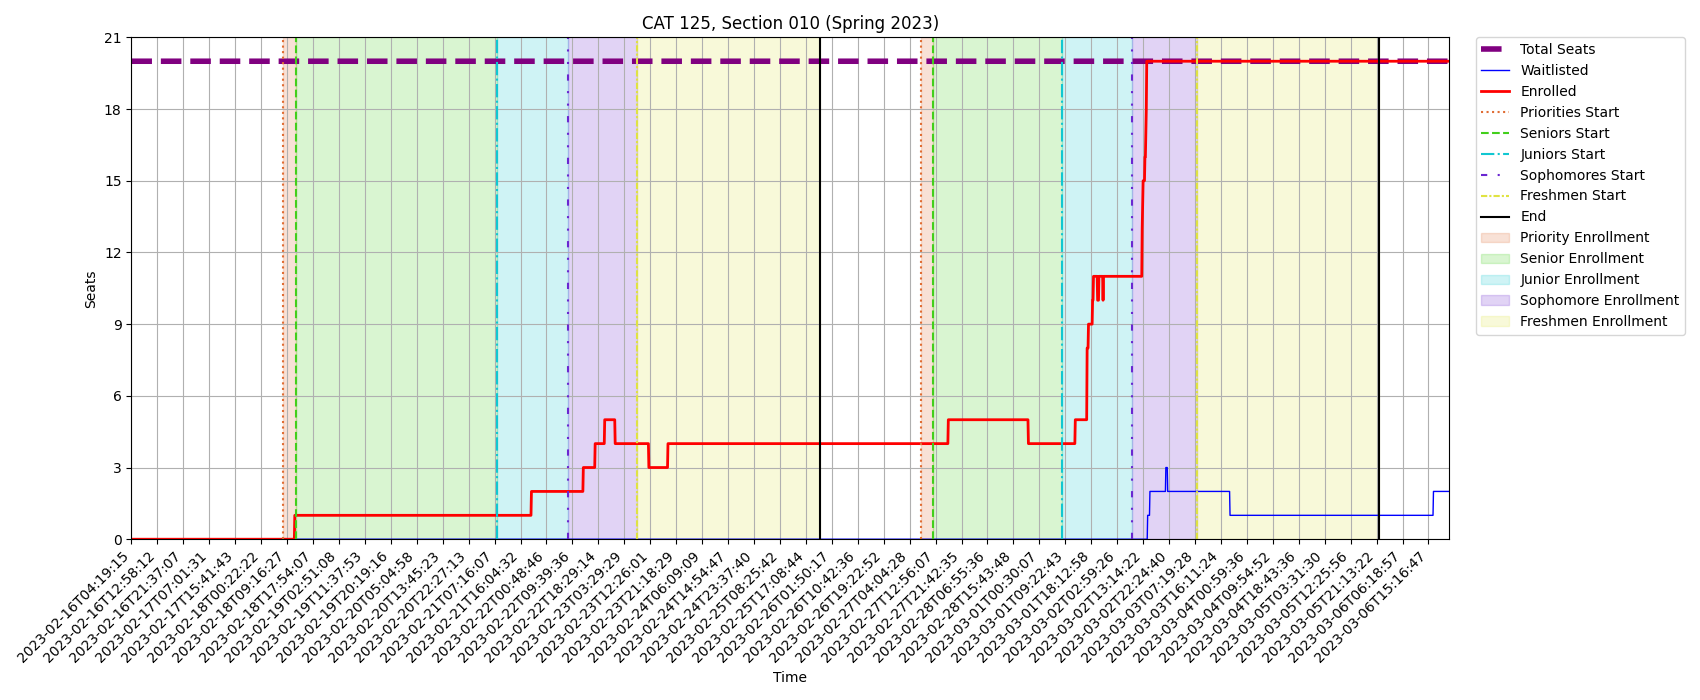 CAT 125, Section 010 (Spring 2023)
21
18
15
12
9
6
3
0
Seats
2023-02-16T04:19:15
2023-02-16T12:58:12
2023-02-16T21:37:07
2023-02-17T07:01:31
2023-02-17T15:41:43
2023-02-18T00:22:22
2023-02-18T09:16:27
2023-02-18T17:54:07
2023-02-19T02:51:08
2023-02-19T11:37:53
2023-02-19T20:19:16
2023-02-20T05:04:58
2023-02-20T13:45:23
2023-02-20T22:27:13
2023-02-21T07:16:07
2023-02-21T16:04:32
2023-02-22T00:48:46
2023-02-22T09:39:36
2023-02-22T18:29:14
2023-02-23T03:29:29
2023-02-23T12:26:01
2023-02-23T21:18:29
2023-02-24T06:09:09
2023-02-24T14:54:47
2023-02-24T23:37:40
2023-02-25T08:25:42
2023-02-25T17:08:44
2023-02-26T01:50:17
2023-02-26T10:42:36
2023-02-26T19:22:52
2023-02-27T04:04:28
2023-02-27T12:56:07
2023-02-27T21:42:35
2023-02-28T06:55:36
2023-02-28T15:43:48
2023-03-01T00:30:07
2023-03-01T09:22:43
2023-03-01T18:12:58
2023-03-02T02:59:26
2023-03-02T13:14:22
2023-03-02T22:24:40
2023-03-03T07:19:28
2023-03-03T16:11:24
2023-03-04T00:59:36
2023-03-04T09:54:52
2023-03-04T18:43:36
2023-03-05T03:31:30
2023-03-05T12:25:56
2023-03-05T21:13:22
2023-03-06T06:18:57
2023-03-06T15:16:47
Time
Total Seats
Waitlisted
Enrolled
Priorities Start
Seniors Start
Juniors Start
Sophomores Start
Freshmen Start
End
Priority Enrollment
Senior Enrollment
Junior Enrollment
Sophomore Enrollment
Freshmen Enrollment